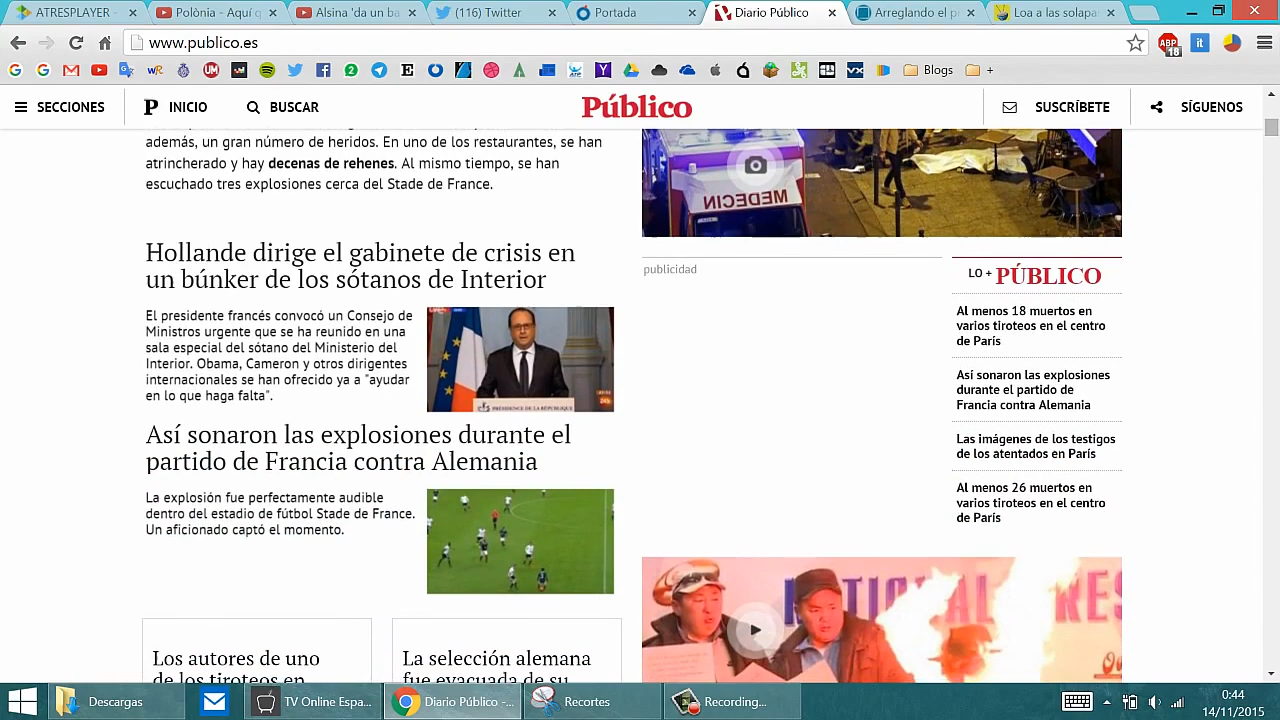 ATRESPLAYER -
Polònia - Aquí q
Alsina 'da un ba
(116) Twitter
Portada
Diario Público
Arreglando el p
Loa a las solapas
www.publico.es
ABP
18
it
Blogs
+
SECCIONES
P INICIO
BUSCAR
Público
SUSCRÍBETE
SÍGUENOS
además, un gran número de heridos. En uno de los restaurantes, se han
atrincherado y hay decenas de rehenes. Al mismo tiempo, se han
escuchado tres explosiones cerca del Stade de France.
MEDECIN
Hollande dirige el gabinete de crisis en
un búnker de los sótanos de Interior
El presidente francés convocó un Consejo de
Ministros urgente que se ha reunido en una
sala especial del sótano del Ministerio del
Interior. Obama, Cameron y otros dirigentes
internacionales se han ofrecido ya a "ayudar
en lo que haga falta".
PRÉSIDENCE DE LA RÉPUBLIQUE
Así sonaron las explosiones durante el
partido de Francia contra Alemania
La explosión fue perfectamente audible
dentro del estadio de fútbol Stade de France.
Un aficionado captó el momento.
Los autores de uno
de los tiroteos en
La selección alemana
fue evacuada de su
publicidad
LO + PÚBLICO
Al menos 18 muertos en
varios tiroteos en el centro
de París
Así sonaron las explosiones
durante el partido de
Francia contra Alemania
Las imágenes de los testigos
de los atentados en París
Al menos 26 muertos en
varios tiroteos en el centro
de París
Descargas
TV Online Espa...
Diario Público -...
Recortes
Recording...
0:44
14/11/2015